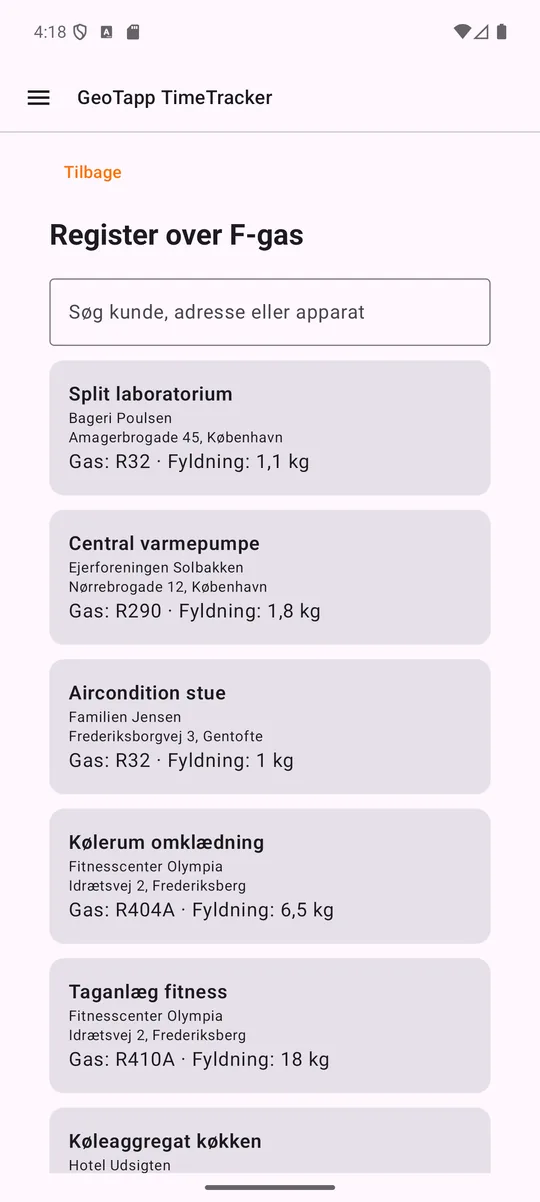 4:18
GeoTapp TimeTracker
Tilbage
Register over F-gas
Søg kunde, adresse eller apparat
Split laboratorium
Bageri Poulsen
Amagerbrogade 45, København
Gas: R32 · Fyldning: 1,1 kg
Central varmepumpe
Ejerforeningen Solbakken
Nørrebrogade 12, København
Gas: R290 · Fyldning: 1,8 kg
Aircondition stue
Familien Jensen
Frederiksborgvej 3, Gentofte
Gas: R32 · Fyldning: 1 kg
Kølerum omklædning
Fitnesscenter Olympia
Idrætsvej 2, Frederiksberg
Gas: R404A · Fyldning: 6,5 kg
Taganlæg fitness
Fitnesscenter Olympia
Idrætsvej 2, Frederiksberg
Gas: R410A · Fyldning: 18 kg
Køleaggregat køkken
Hotel Udsigten